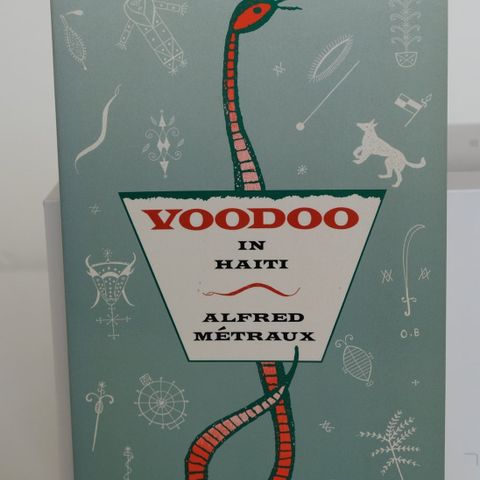 VOODOO
IN
HAITI
ALFRED
MÉTRAUX
O.B